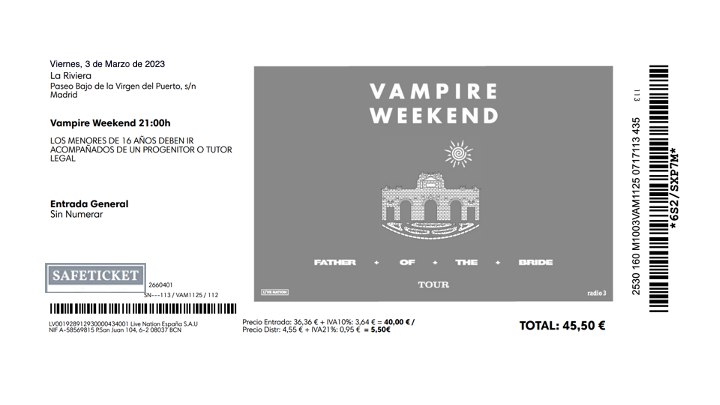 Viernes, 3 de Marzo de 2023
La Riviera
Paseo Bajo de la Virgen del Puerto, s/n
Madrid
Vampire Weekend 21:00h
LOS MENORES DE 16 AÑOS DEBEN IR
ACOMPAÑADOS DE UN PROGENITOR O TUTOR
LEGAL
Entrada General
Sin Numerar
SAFETICKET
2660401
SN---113 / VAM1125 / 112
LV0019289129300000434001 Live Nation España S.A.U
NIF A-58569815 P.San Juan 104, 6-2 08037 BCN
VAMPIRE
WEEKEND
FATHER + OF + THE + BRIDE
TOUR
LIVE NATION
radio 3
Precio Entrado: 36,36 € + IVA10%: 3,64 € = 40,00 € /
Precio Distr: 4,55 € + IVA21%: 0,95 € = 5,50€
TOTAL: 45,50 €
113
2530 160 M1003VAM1125 0717113 435
*6S2/SXP7M*